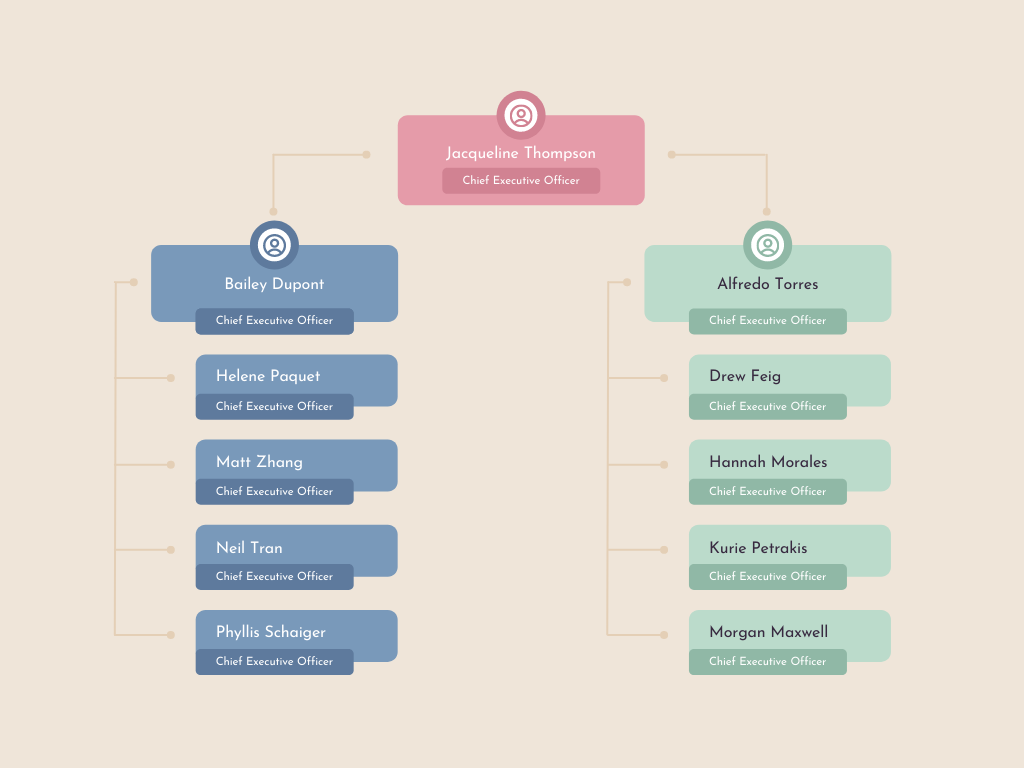 Jacqueline Thompson
Chief Executive Officer
Bailey Dupont
Chief Executive Officer
Helene Paquet
Chief Executive Officer
Matt Zhang
Chief Executive Officer
Neil Tran
Chief Executive Officer
Phyllis Schaiger
Chief Executive Officer
Alfredo Torres
Chief Executive Officer
Drew Feig
Chief Executive Officer
Hannah Morales
Chief Executive Officer
Kurie Petrakis
Chief Executive Officer
Morgan Maxwell
Chief Executive Officer